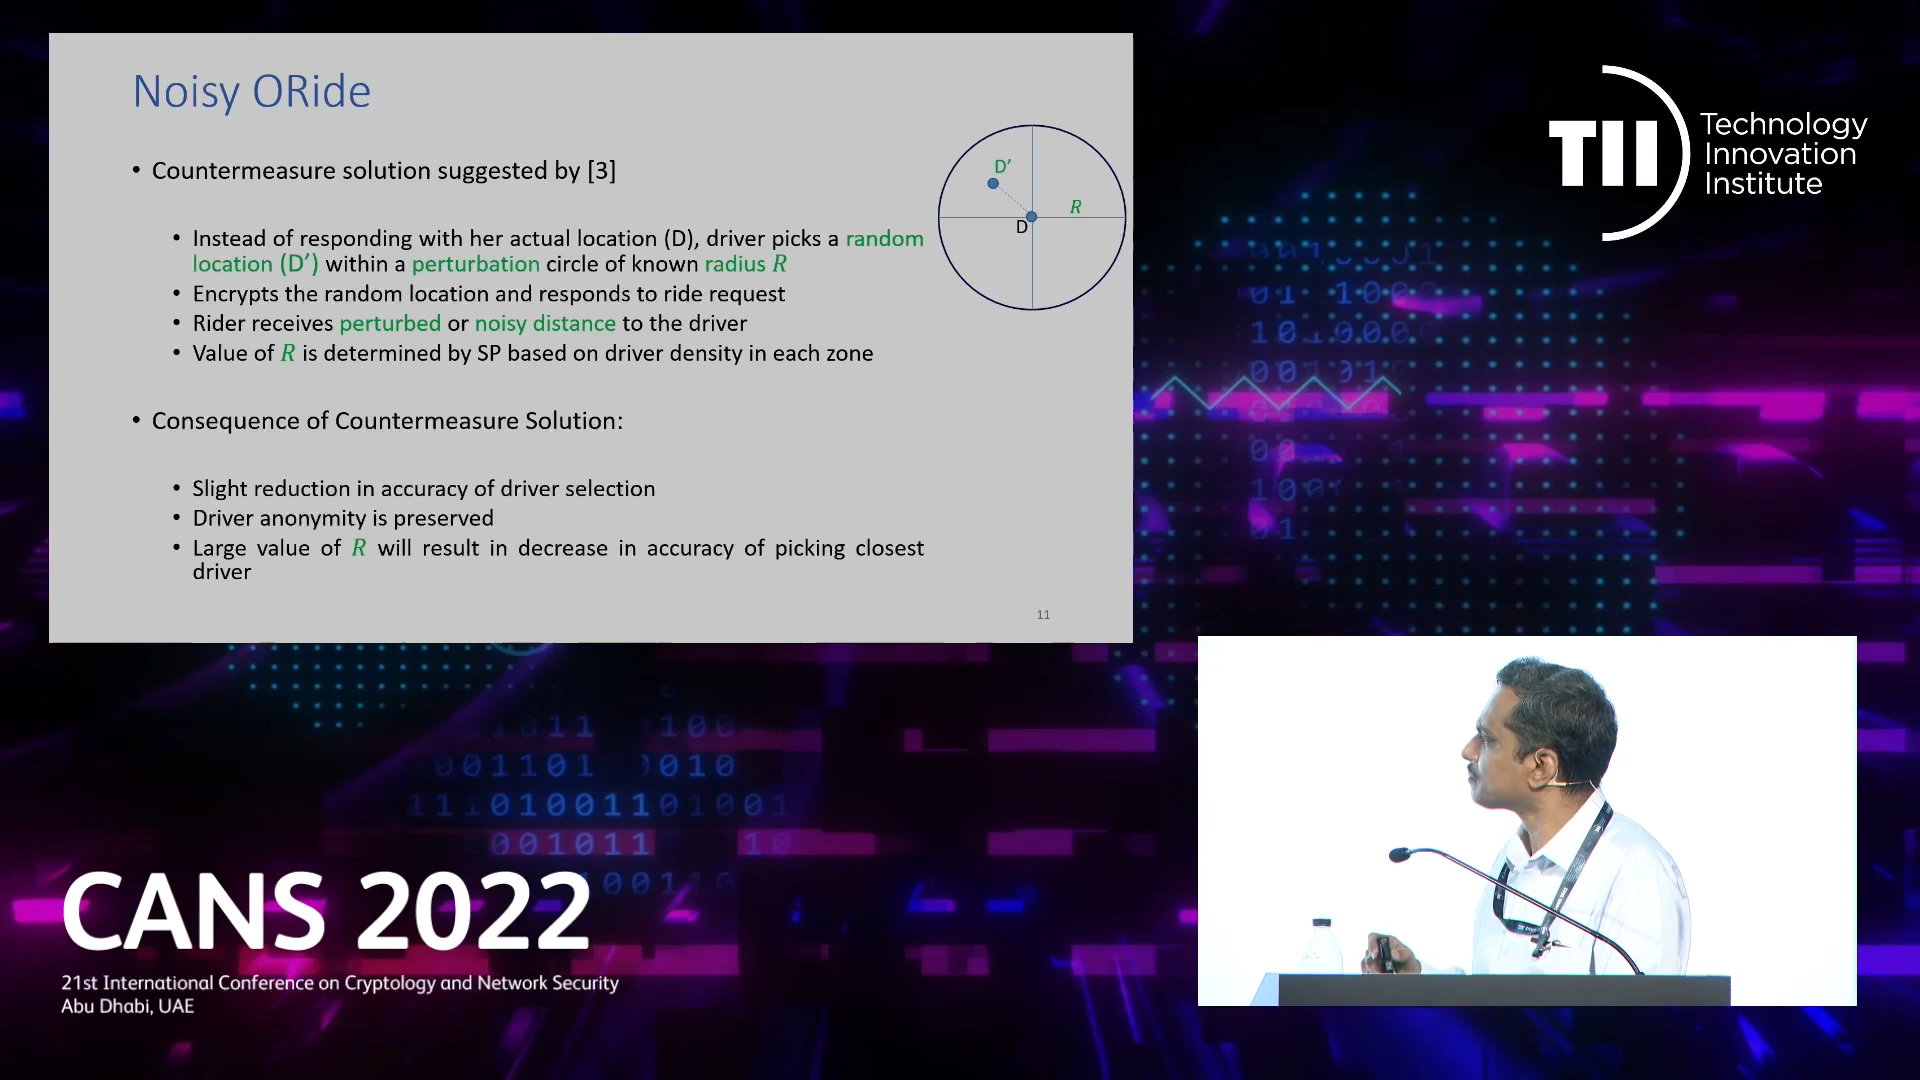 Noisy ORide
• Countermeasure solution suggested by [3]
• Instead of responding with her actual location (D), driver picks a random
location (D’) within a perturbation circle of known radius R
• Encrypts the random location and responds to ride request
• Rider receives perturbed or noisy distance to the driver
• Value of R is determined by SP based on driver density in each zone
• Consequence of Countermeasure Solution:
• Slight reduction in accuracy of driver selection
• Driver anonymity is preserved
• Large value of R will result in decrease in accuracy of picking closest
driver
11
D’
R
D
TII
Technology
Innovation
Institute
CANS 2022
21st International Conference on Cryptology and Network Security
Abu Dhabi, UAE